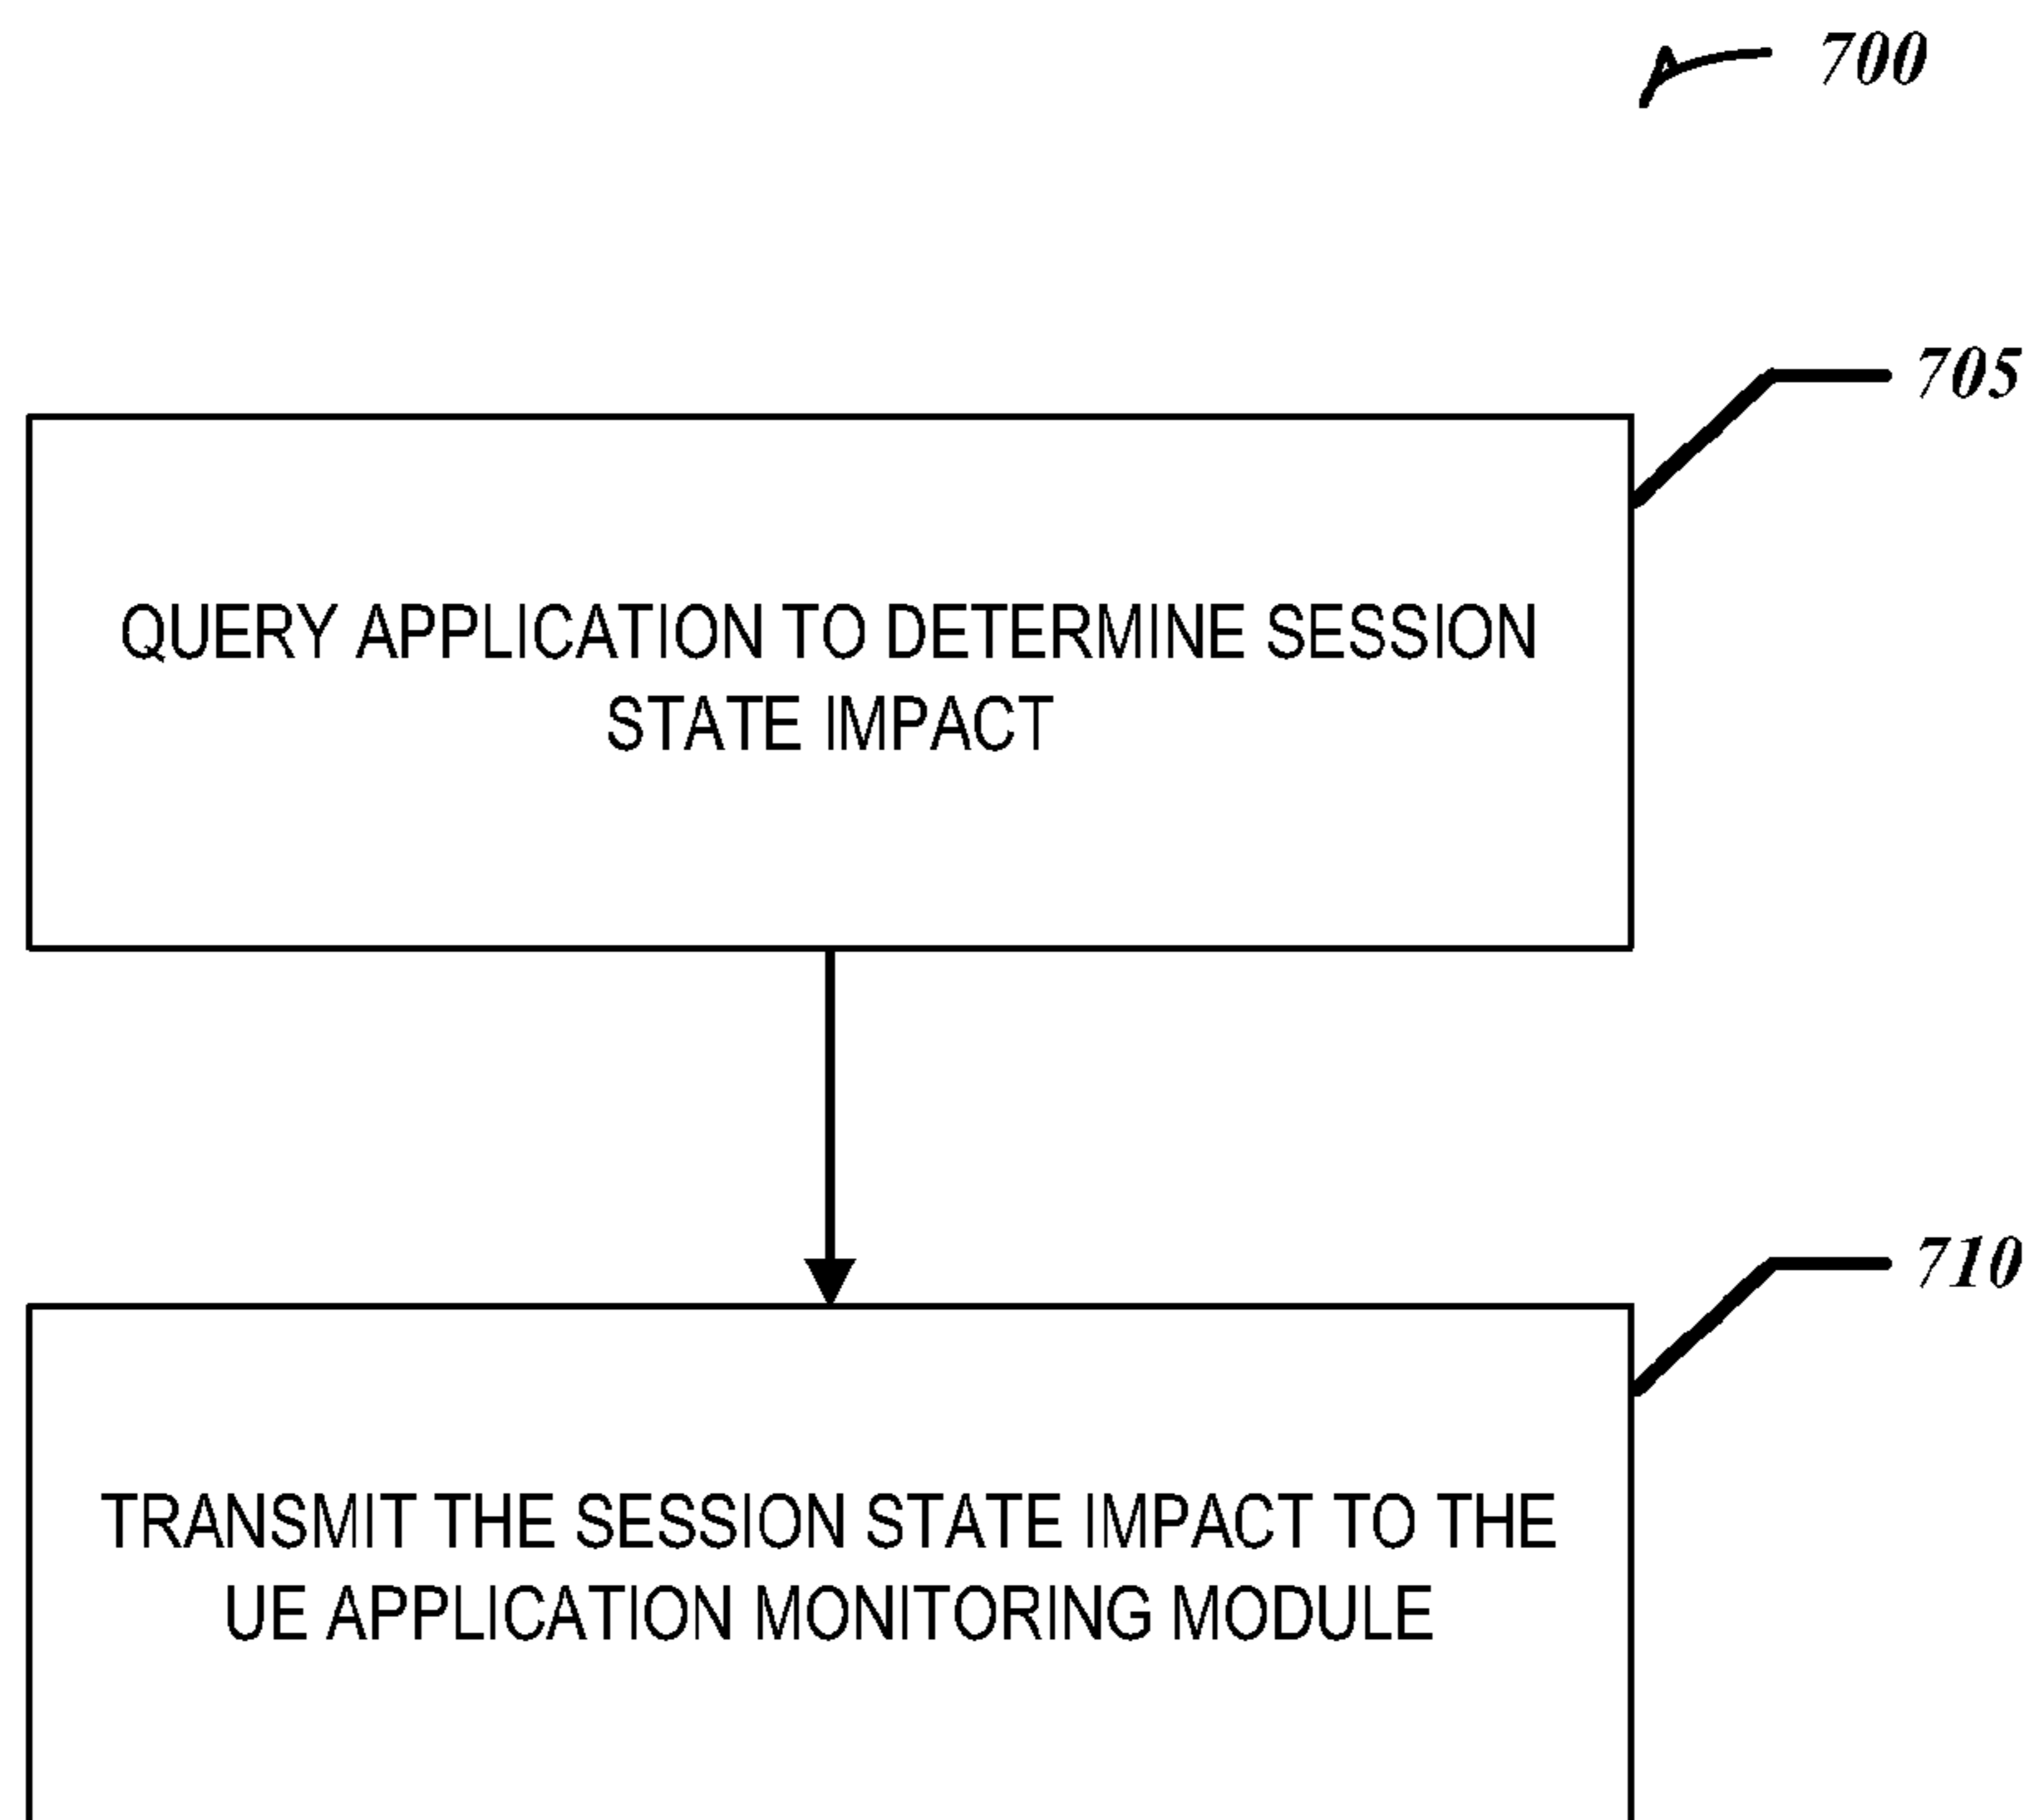 700
705
QUERY APPLICATION TO DETERMINE SESSION
STATE IMPACT
710
TRANSMIT THE SESSION STATE IMPACT TO THE
UE APPLICATION MONITORING MODULE